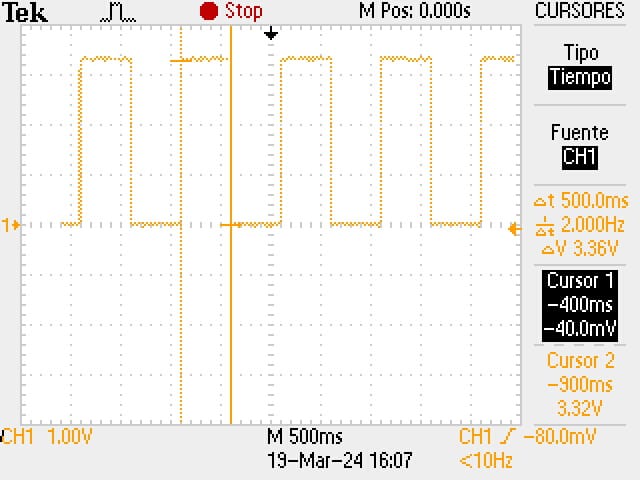 Tek Stop M Pos: 0.000s CURSORES
Tipo
Tiempo
Fuente
CH1
Δt 500.0ms
1/Δt 2.000Hz
ΔV 3.36V
1
Cursor 1
-400ms
-40.0mV
Cursor 2
-900ms
3.32V
CH1 1.00V M 500ms CH1 -80.0mV
19-Mar-24 16:07 <10Hz